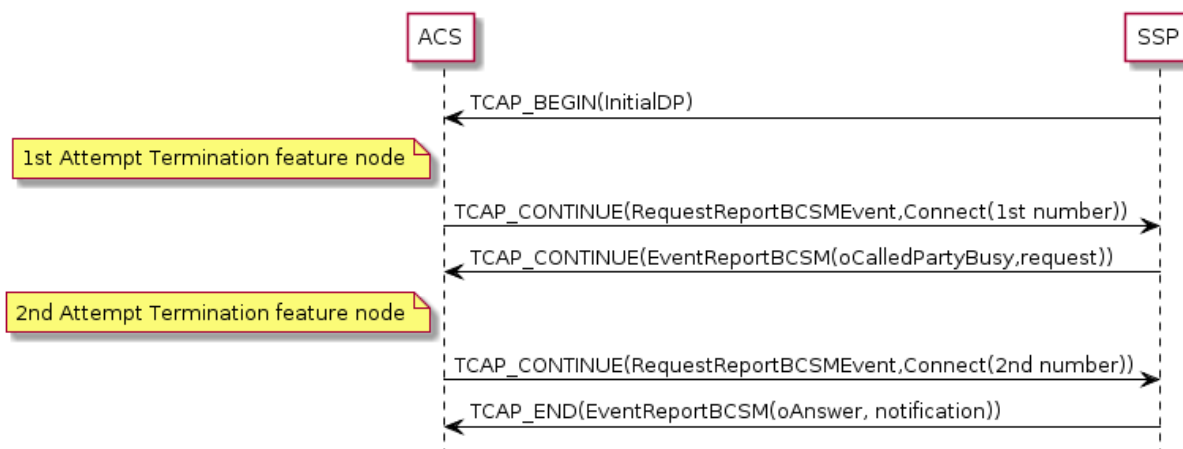 ACS
SSP
TCAP_BEGIN(InitialDP)
1st Attempt Termination feature node
TCAP_CONTINUE(RequestReportBCSMEvent,Connect(1st number))
TCAP_CONTINUE(EventReportBCSM(oCalledPartyBusy,request))
2nd Attempt Termination feature node
TCAP_CONTINUE(RequestReportBCSMEvent,Connect(2nd number))
TCAP_END(EventReportBCSM(oAnswer, notification))